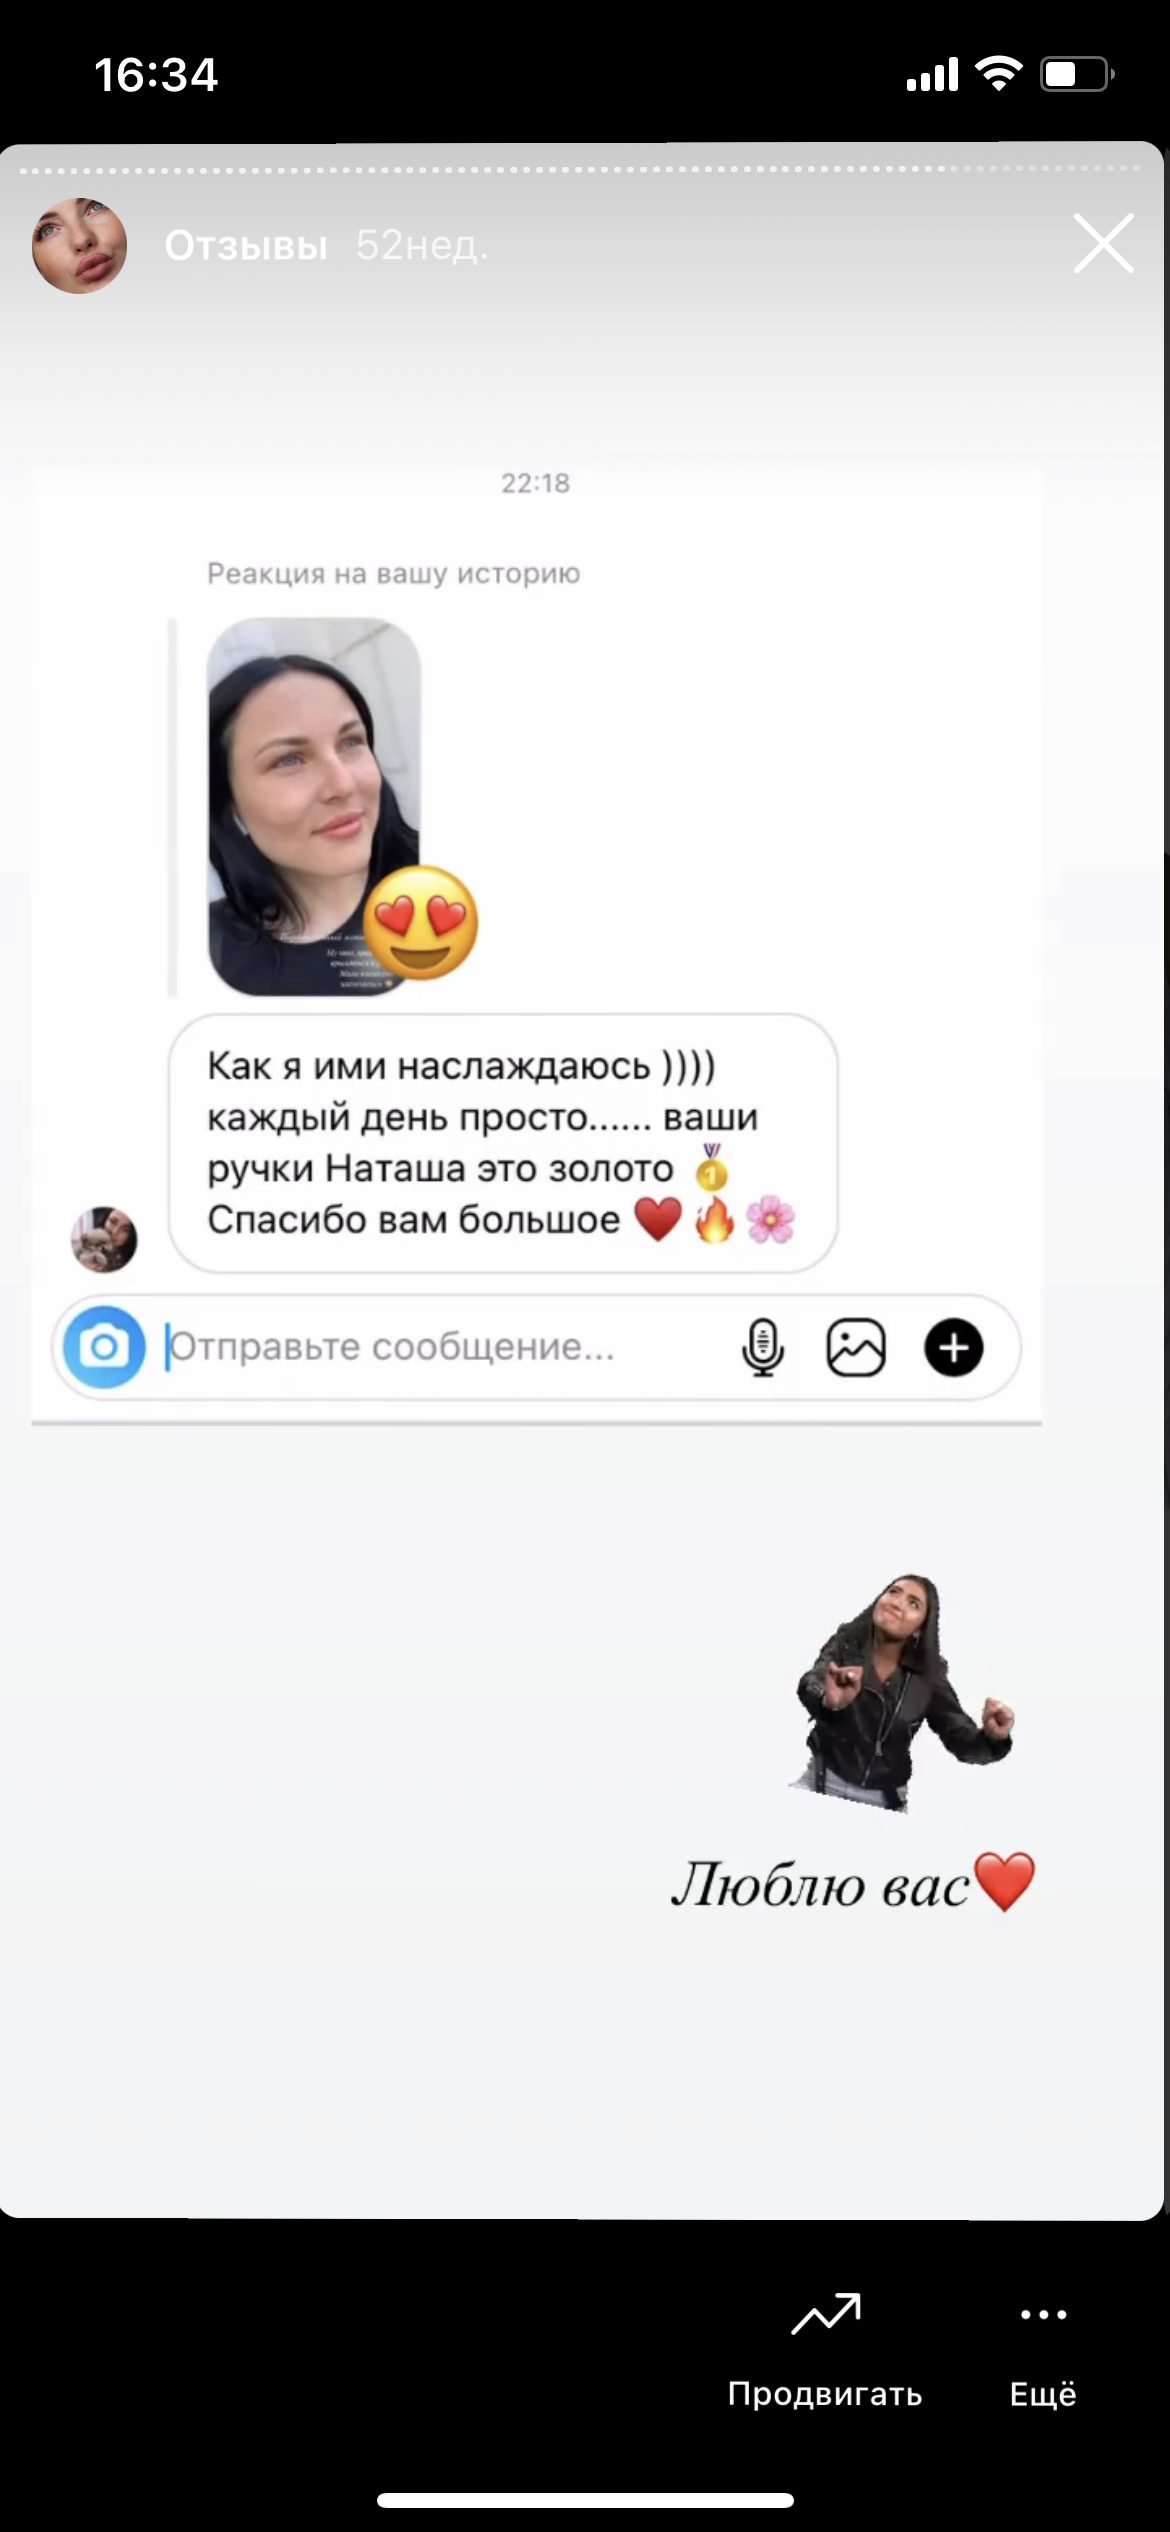 16:34
Отзывы 52нед.
22:18
Реакция на вашу историю
Как я ими наслаждаюсь ))))
каждый день просто...... ваши
ручки Наташа это золото 🥇
Спасибо вам большое ❤️🔥🌸
Отправьте сообщение...
Люблю вас❤️
Продвигать
Ещё